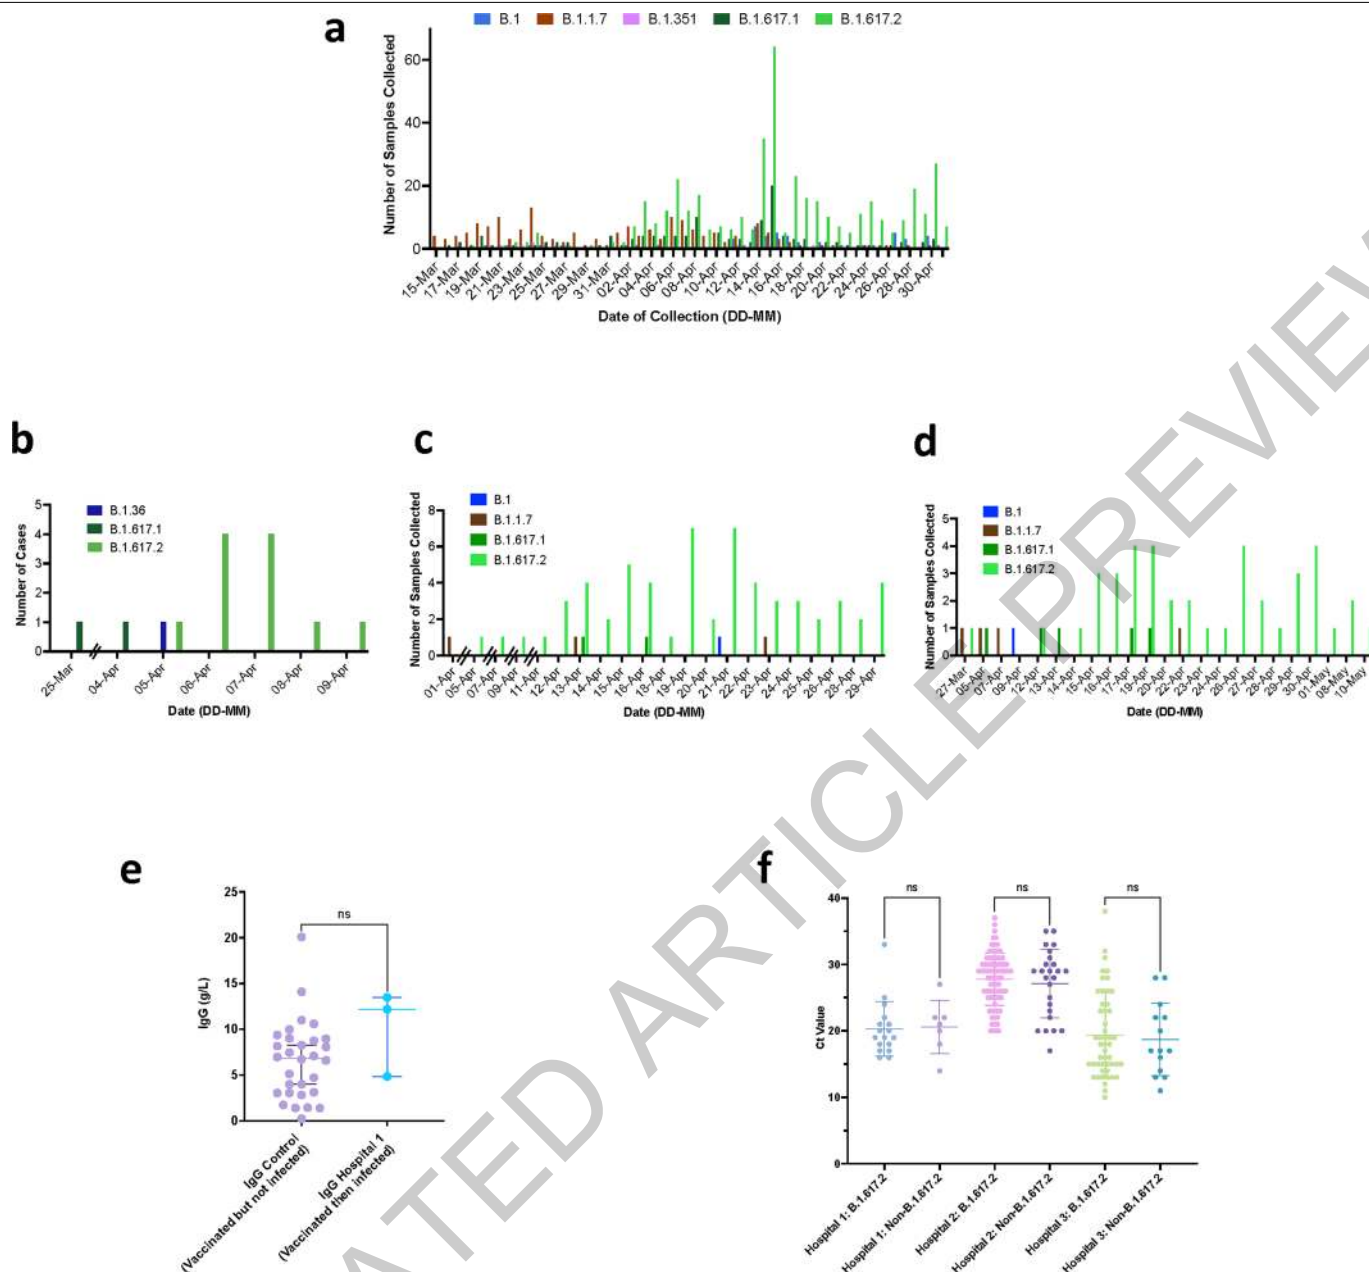 a
B.1 B.1.1.7 B.1.351 B.1.617.1 B.1.617.2
Number of Samples Collected
60
40
20
0
15-Mar 17-Mar 19-Mar 21-Mar 23-Mar 25-Mar 27-Mar 29-Mar 31-Mar 02-Apr 04-Apr 06-Apr 08-Apr 10-Apr 12-Apr 14-Apr 16-Apr 18-Apr 20-Apr 22-Apr 24-Apr 26-Apr 28-Apr 30-Apr
Date of Collection (DD-MM)
b
B.1.36
B.1.617.1
B.1.617.2
Number of Cases
5
4
3
2
1
0
25-Mar 04-Apr 05-Apr 06-Apr 07-Apr 08-Apr 09-Apr
Date (DD-MM)
c
B.1
B.1.1.7
B.1.617.1
B.1.617.2
Number of Samples Collected
8
6
4
2
0
01-Apr 05-Apr 07-Apr 09-Apr 11-Apr 12-Apr 13-Apr 14-Apr 15-Apr 16-Apr 19-Apr 20-Apr 21-Apr 22-Apr 23-Apr 24-Apr 25-Apr 26-Apr 28-Apr 29-Apr
Date (DD-MM)
d
B.1
B.1.1.7
B.1.617.1
B.1.617.2
Number of Samples Collected
5
4
3
2
1
0
27-Mar 05-Apr 07-Apr 09-Apr 12-Apr 13-Apr 14-Apr 15-Apr 16-Apr 17-Apr 19-Apr 20-Apr 22-Apr 23-Apr 24-Apr 26-Apr 27-Apr 28-Apr 29-Apr 30-Apr 01-May 08-May 10-May
Date (DD-MM)
e
ns
IgG (g/L)
25
20
15
10
5
0
IgG Control
(Vaccinated but not infected)
IgG Hospital 1
(Vaccinated then infected)
f
ns ns ns
Ct Value
40
30
20
10
0
Hospital 1: B.1.617.2
Hospital 1: Non-B.1.617.2
Hospital 2: B.1.617.2
Hospital 2: Non-B.1.617.2
Hospital 3: B.1.617.2
Hospital 3: Non-B.1.617.2
ATED ARTICLE PREVIEW